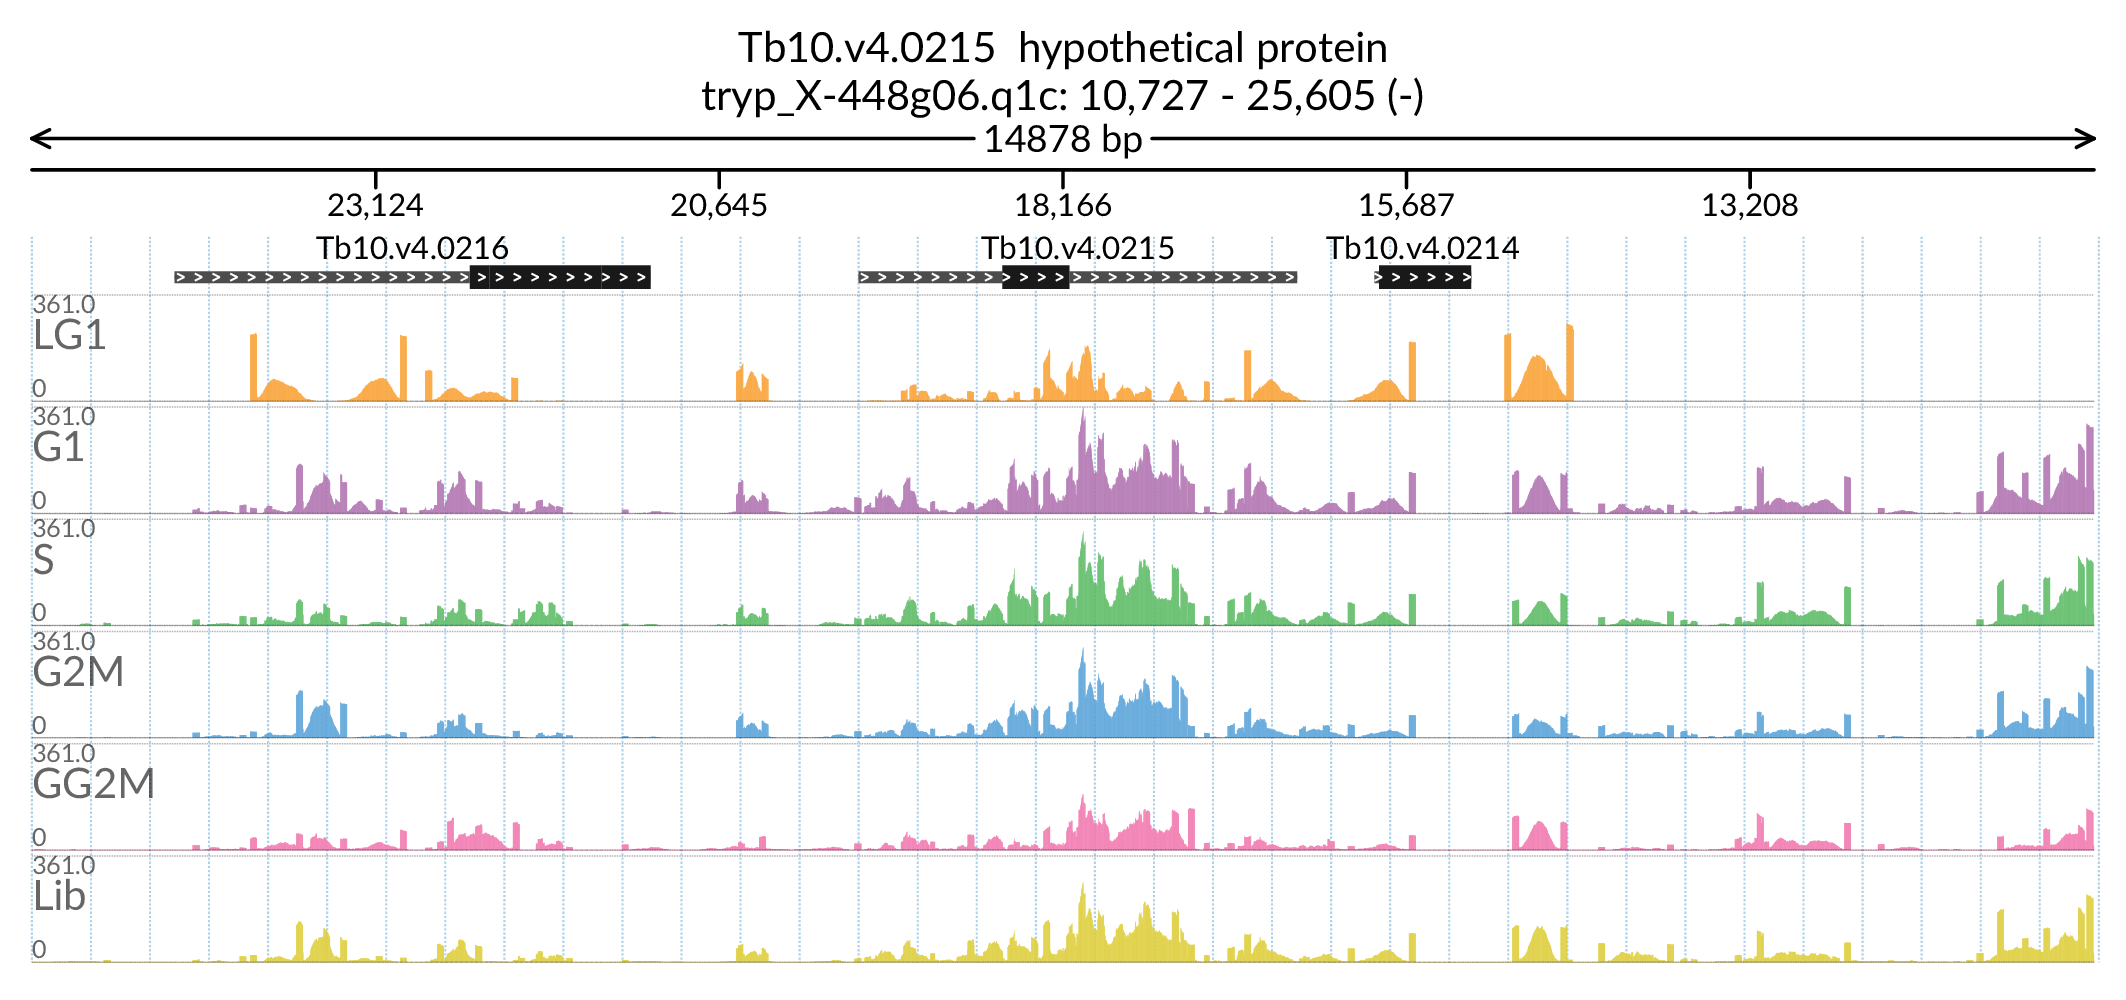 Tb10.v4.0215 hypothetical protein
tryp_X-448g06.q1c: 10,727 - 25,605 (-)
14878 bp
23,124 20,645 18,166 15,687 13,208
Tb10.v4.0216 Tb10.v4.0215 Tb10.v4.0214
361.0
LG1
0
361.0
G1
0
361.0
S
0
361.0
G2M
0
361.0
GG2M
0
361.0
Lib
0